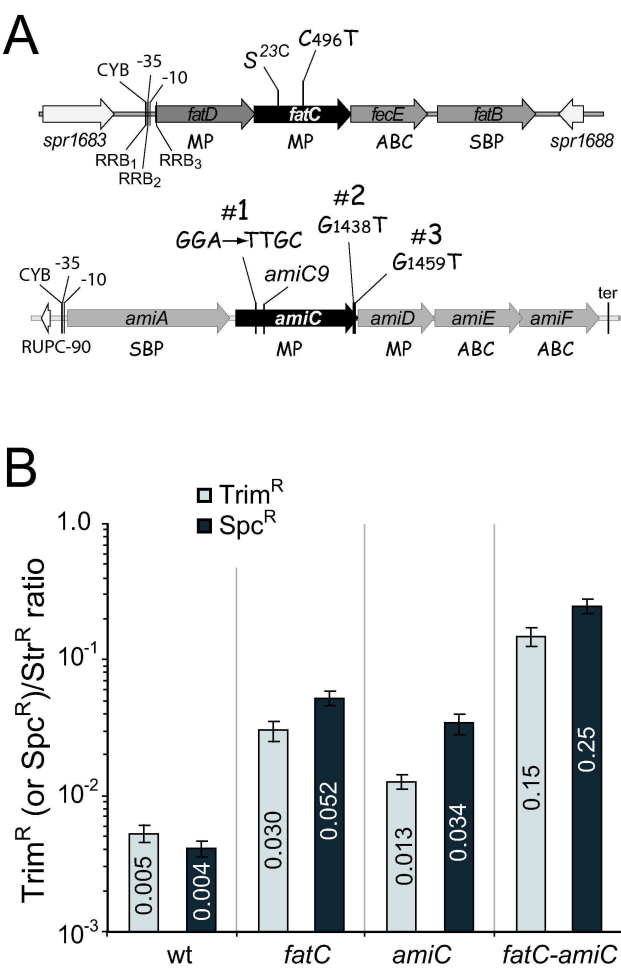 A
S23C C496T
CYB -35 -10
fatD fatC fecE fatB
spr1683 MP MP ABC SBP spr1688
RRB1 RRB2 RRB3
#1 #2 #3
GGA→TTGC G1438T G1459T
amiC9
CYB -35 -10 ter
amiA amiC amiD amiE amiF
RUPC-90 SBP MP MP ABC ABC
B
TrimR
SpcR
TrimR (or SpcR)/StrR ratio
1.0
10-1
10-2
10-3
0.005 0.004 0.030 0.052 0.013 0.034 0.15 0.25
wt fatC amiC fatC-amiC